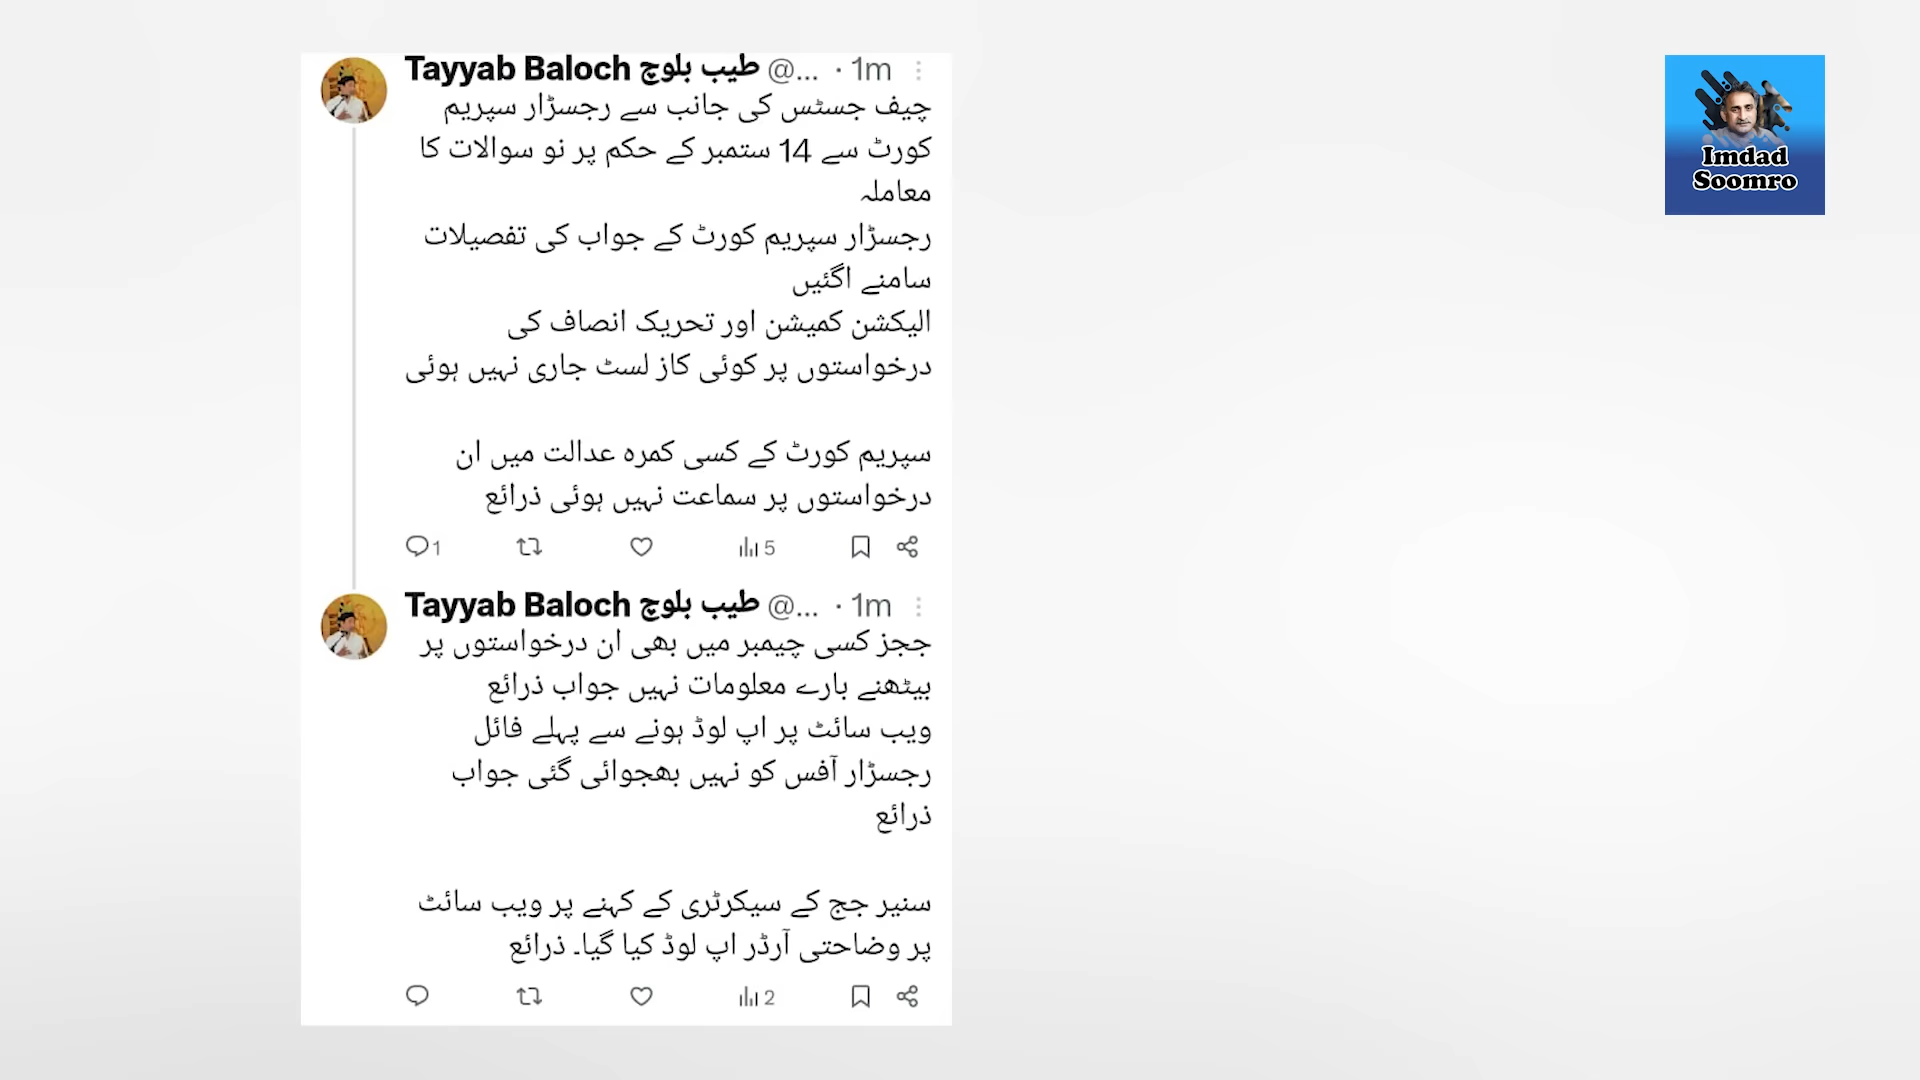 Tayyab Baloch طیب بلوچ @... · 1m
چیف جسٹس کی جانب سے رجسڑار سپریم
کورٹ سے 14 ستمبر کے حکم پر نو سوالات کا
معاملہ
رجسڑار سپریم کورٹ کے جواب کی تفصیلات
سامنے اگئیں
الیکشن کمیشن اور تحریک انصاف کی
درخواستوں پر کوئی کاز لسٹ جاری نہیں ہوئی
سپریم کورٹ کے کسی کمرہ عدالت میں ان
درخواستوں پر سماعت نہیں ہوئی ذرائع
1 5
Tayyab Baloch طیب بلوچ @... · 1m
ججز کسی چیمبر میں بھی ان درخواستوں پر
بیٹھنے بارے معلومات نہیں جواب ذرائع
ویب سائٹ پر اپ لوڈ ہونے سے پہلے فائل
رجسڑار آفس کو نہیں بھجوائی گئی جواب
ذرائع
سنیر جج کے سیکرٹری کے کہنے پر ویب سائٹ
پر وضاحتی آرڈر اپ لوڈ کیا گیا۔ ذرائع
2
Imdad
Soomro